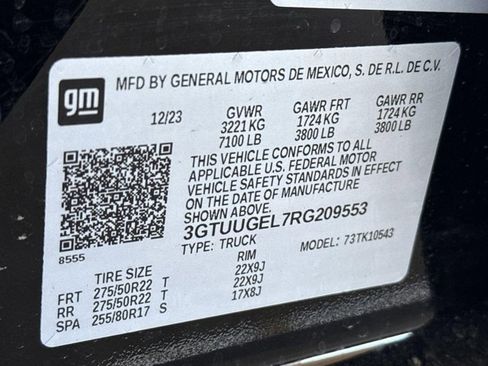 gm
MFD BY GENERAL MOTORS DE MEXICO, S. DE R.L. DE C.V.
12/23 GVWR GAWR FRT GAWR RR
3221 KG 1724 KG 1724 KG
7100 LB 3800 LB 3800 LB
THIS VEHICLE CONFORMS TO ALL
APPLICABLE U.S. FEDERAL MOTOR
VEHICLE SAFETY STANDARDS IN EFFECT
ON THE DATE OF MANUFACTURE
SHOWN ABOVE.
3GTUUGEL7RG209553
8555 TYPE: TRUCK MODEL: 73TK10543
TIRE SIZE RIM
FRT 275/50R22 T 22X9J
RR 275/50R22 T 22X9J
SPA 255/80R17 S 17X8J